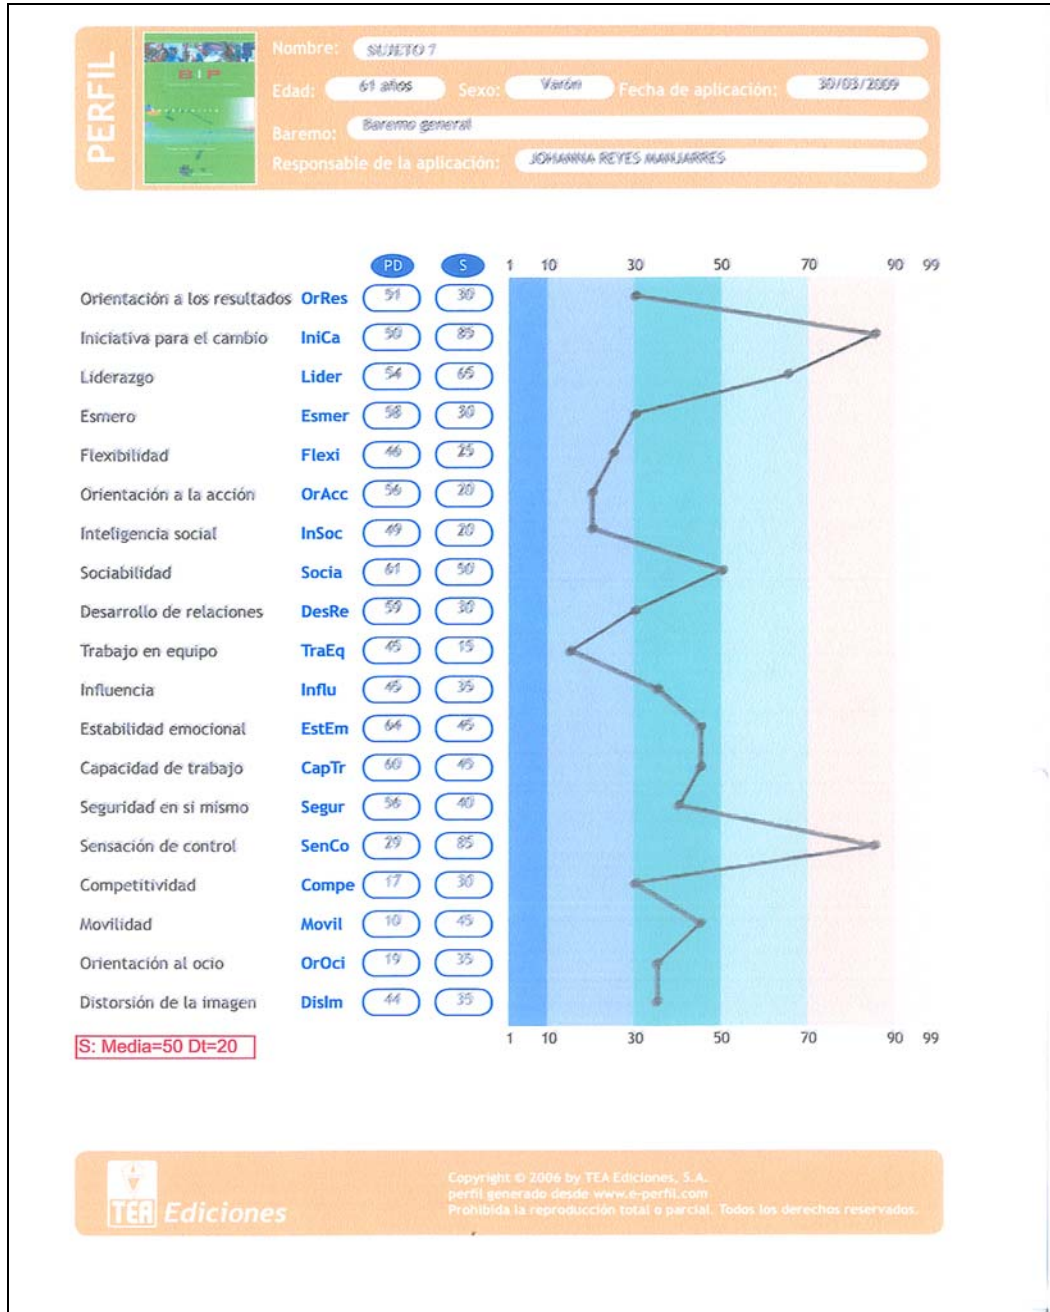 PERFIL
BIP
Nombre: SUJETO 1
Edad: 61 años Sexo: Varón Fecha de aplicación: 30/03/2009
Baremo: Baremo general
Responsable de la aplicación: JOHANNA REYES MANJARRES
PD S 1 10 30 50 70 90 99
Orientación a los resultados OrRes 51 30
Iniciativa para el cambio IniCa 50 85
Liderazgo Lider 54 65
Esmero Esmer 58 30
Flexibilidad Flexi 46 25
Orientación a la acción OrAcc 56 20
Inteligencia social InSoc 49 20
Sociabilidad Socia 61 50
Desarrollo de relaciones DesRe 59 30
Trabajo en equipo TraEq 45 15
Influencia Influ 45 35
Estabilidad emocional EstEm 64 45
Capacidad de trabajo CapTr 60 45
Seguridad en si mismo Segur 56 40
Sensación de control SenCo 29 85
Competitividad Compe 17 30
Movilidad Movil 10 45
Orientación al ocio OrOci 19 35
Distorsión de la imagen DisIm 44 35
S: Media=50 Dt=20
1 10 30 50 70 90 99
TEA Ediciones
Copyright © 2006 by TEA Ediciones, S.A.
perfil generado desde www.e-perfil.com
Prohibida la reproducción total o parcial. Todos los derechos reservados.